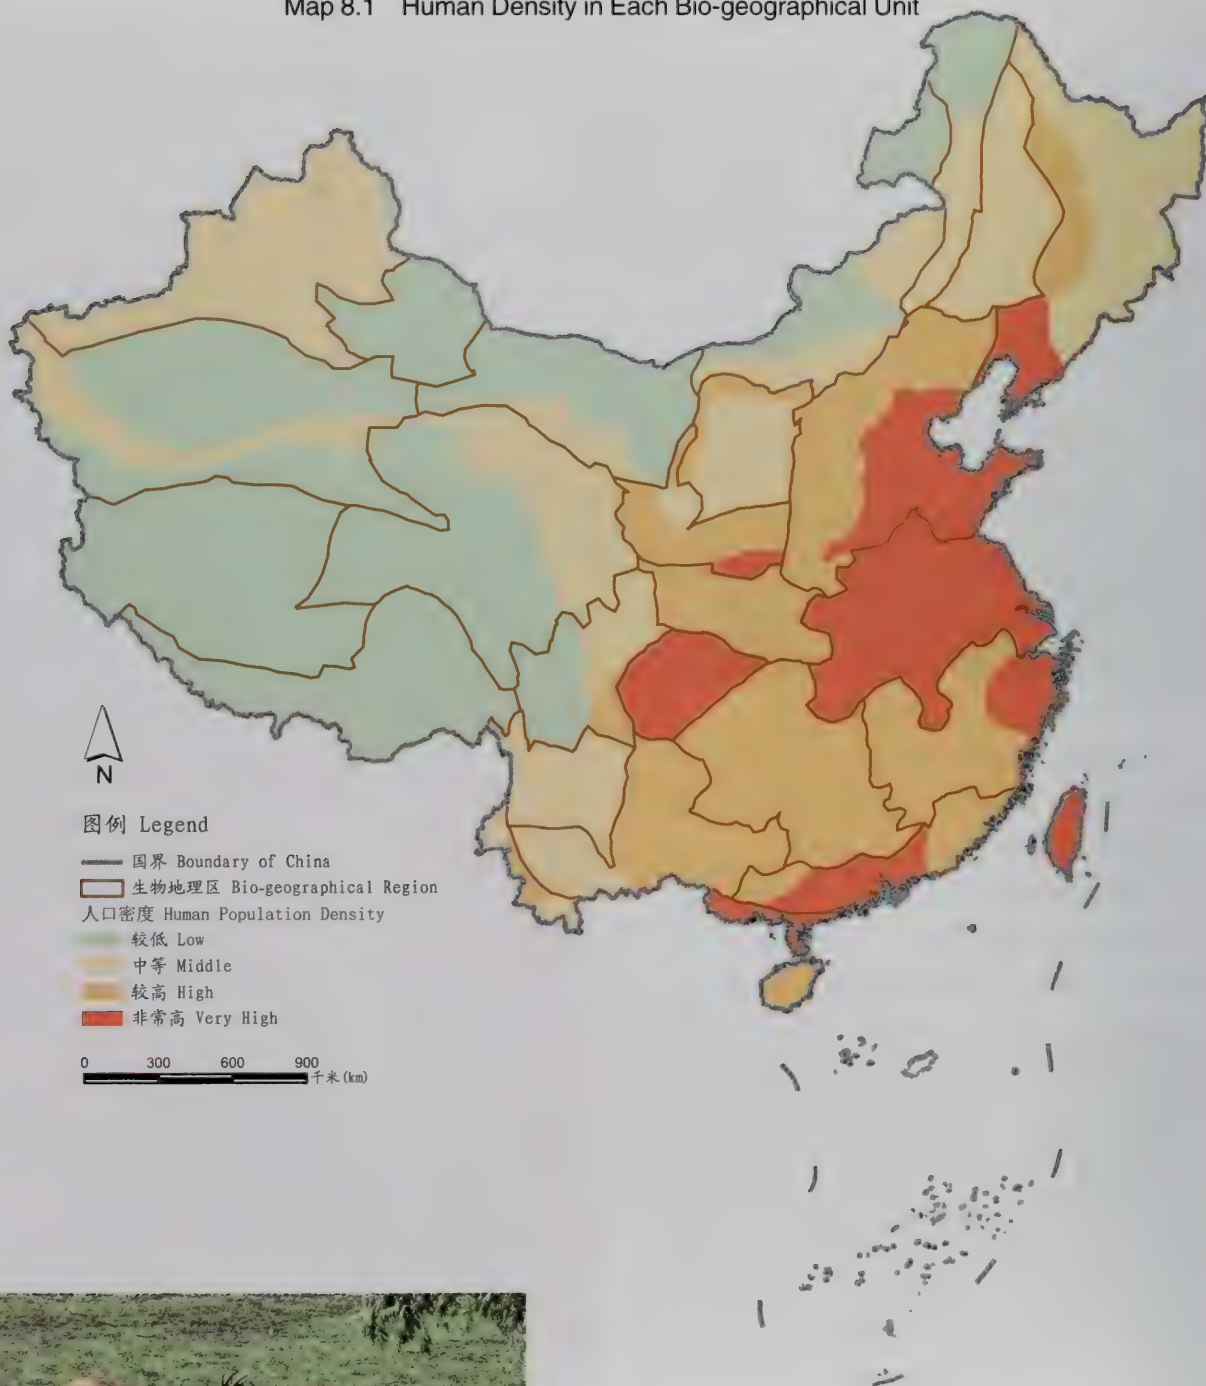 Map 8.1 Human Density in Each Bio-geographical Unit
N
图例 Legend
国界 Boundary of China
生物地理区 Bio-geographical Region
人口密度 Human Population Density
较低 Low
中等 Middle
较高 High
非常高 Very High
0 300 600 900
千米(km)